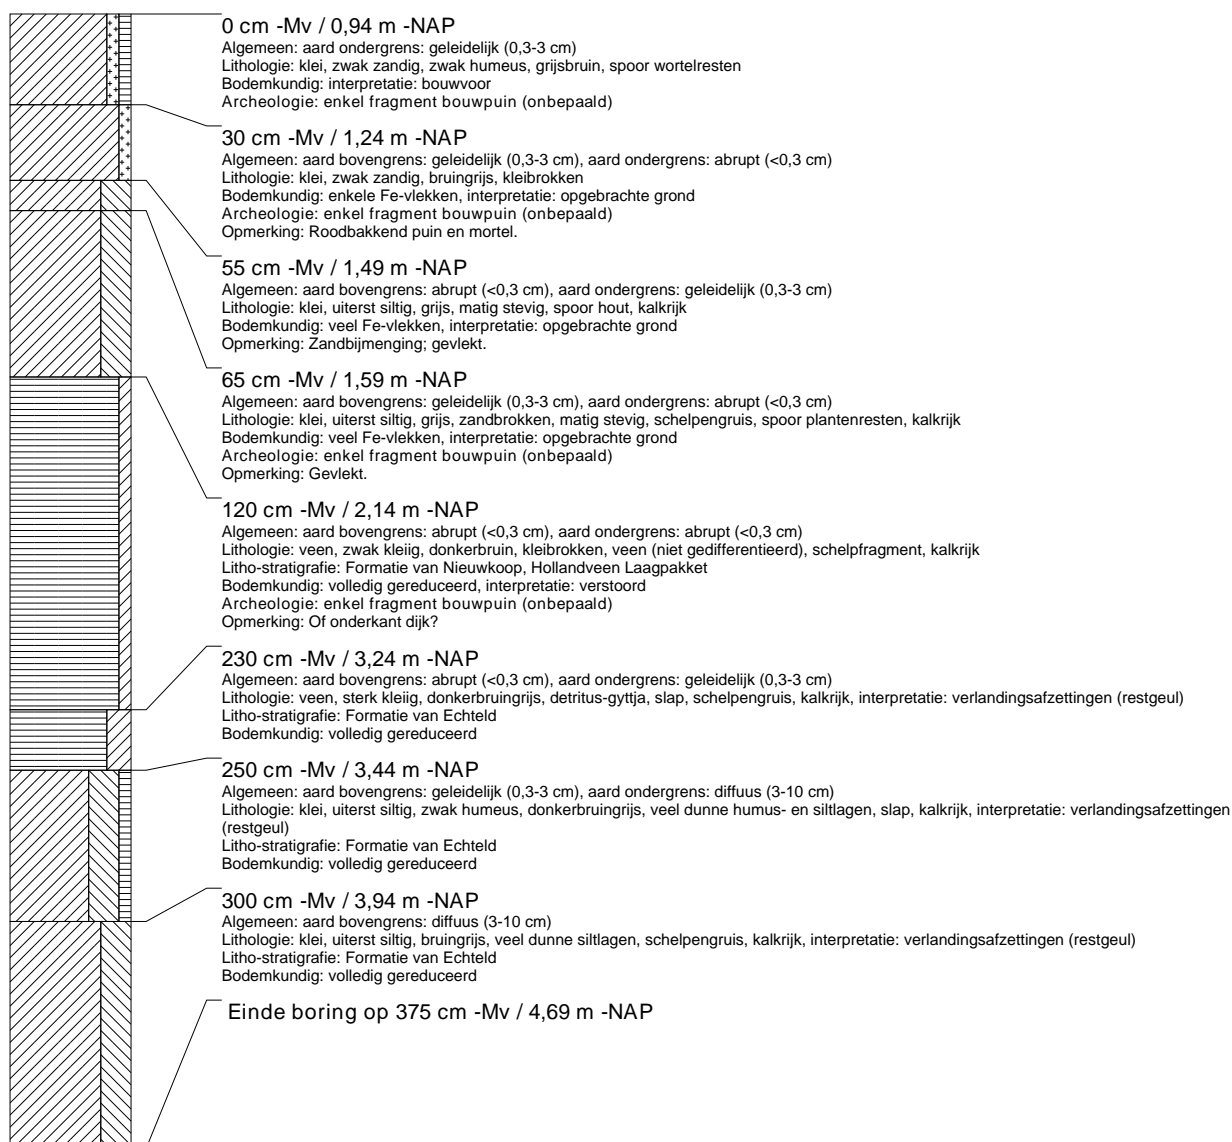 0 cm -Mv / 0,94 m -NAP
Algemeen: aard ondergrens: geleidelijk (0,3-3 cm)
Lithologie: klei, zwak zandig, zwak humeus, grijsbruin, spoor wortelresten
Bodemkundig: interpretatie: bouwvoor
Archeologie: enkel fragment bouwpuin (onbepaald)
30 cm -Mv / 1,24 m -NAP
Algemeen: aard bovengrens: geleidelijk (0,3-3 cm), aard ondergrens: abrupt (<0,3 cm)
Lithologie: klei, zwak zandig, bruingrijs, kleibrokken
Bodemkundig: enkele Fe-vlekken, interpretatie: opgebrachte grond
Archeologie: enkel fragment bouwpuin (onbepaald)
Opmerking: Roodbakkend puin en mortel.
55 cm -Mv / 1,49 m -NAP
Algemeen: aard bovengrens: abrupt (<0,3 cm), aard ondergrens: geleidelijk (0,3-3 cm)
Lithologie: klei, uiterst siltig, grijs, matig stevig, spoor hout, kalkrijk
Bodemkundig: veel Fe-vlekken, interpretatie: opgebrachte grond
Opmerking: Zandbijmenging; gevlekt.
65 cm -Mv / 1,59 m -NAP
Algemeen: aard bovengrens: geleidelijk (0,3-3 cm), aard ondergrens: abrupt (<0,3 cm)
Lithologie: klei, uiterst siltig, grijs, zandbrokken, matig stevig, schelpengruis, spoor plantenresten, kalkrijk
Bodemkundig: veel Fe-vlekken, interpretatie: opgebrachte grond
Archeologie: enkel fragment bouwpuin (onbepaald)
Opmerking: Gevlekt.
120 cm -Mv / 2,14 m -NAP
Algemeen: aard bovengrens: abrupt (<0,3 cm), aard ondergrens: abrupt (<0,3 cm)
Lithologie: veen, zwak kleiig, donkerbruin, kleibrokken, veen (niet gedifferentieerd), schelpfragment, kalkrijk
Litho-stratigrafie: Formatie van Nieuwkoop, Hollandveen Laagpakket
Bodemkundig: volledig gereduceerd, interpretatie: verstoord
Archeologie: enkel fragment bouwpuin (onbepaald)
Opmerking: Of onderkant dijk?
230 cm -Mv / 3,24 m -NAP
Algemeen: aard bovengrens: abrupt (<0,3 cm), aard ondergrens: geleidelijk (0,3-3 cm)
Lithologie: veen, sterk kleiig, donkerbruingrijs, detritus-gyttja, slap, schelpengruis, kalkrijk, interpretatie: verlandingsafzettingen (restgeul)
Litho-stratigrafie: Formatie van Echteld
Bodemkundig: volledig gereduceerd
250 cm -Mv / 3,44 m -NAP
Algemeen: aard bovengrens: geleidelijk (0,3-3 cm), aard ondergrens: diffuus (3-10 cm)
Lithologie: klei, uiterst siltig, zwak humeus, donkerbruingrijs, veel dunne humus- en siltlagen, slap, kalkrijk, interpretatie: verlandingsafzettingen
(restgeul)
Litho-stratigrafie: Formatie van Echteld
Bodemkundig: volledig gereduceerd
300 cm -Mv / 3,94 m -NAP
Algemeen: aard bovengrens: diffuus (3-10 cm)
Lithologie: klei, uiterst siltig, bruingrijs, veel dunne siltlagen, schelpengruis, kalkrijk, interpretatie: verlandingsafzettingen (restgeul)
Litho-stratigrafie: Formatie van Echteld
Bodemkundig: volledig gereduceerd
Einde boring op 375 cm -Mv / 4,69 m -NAP